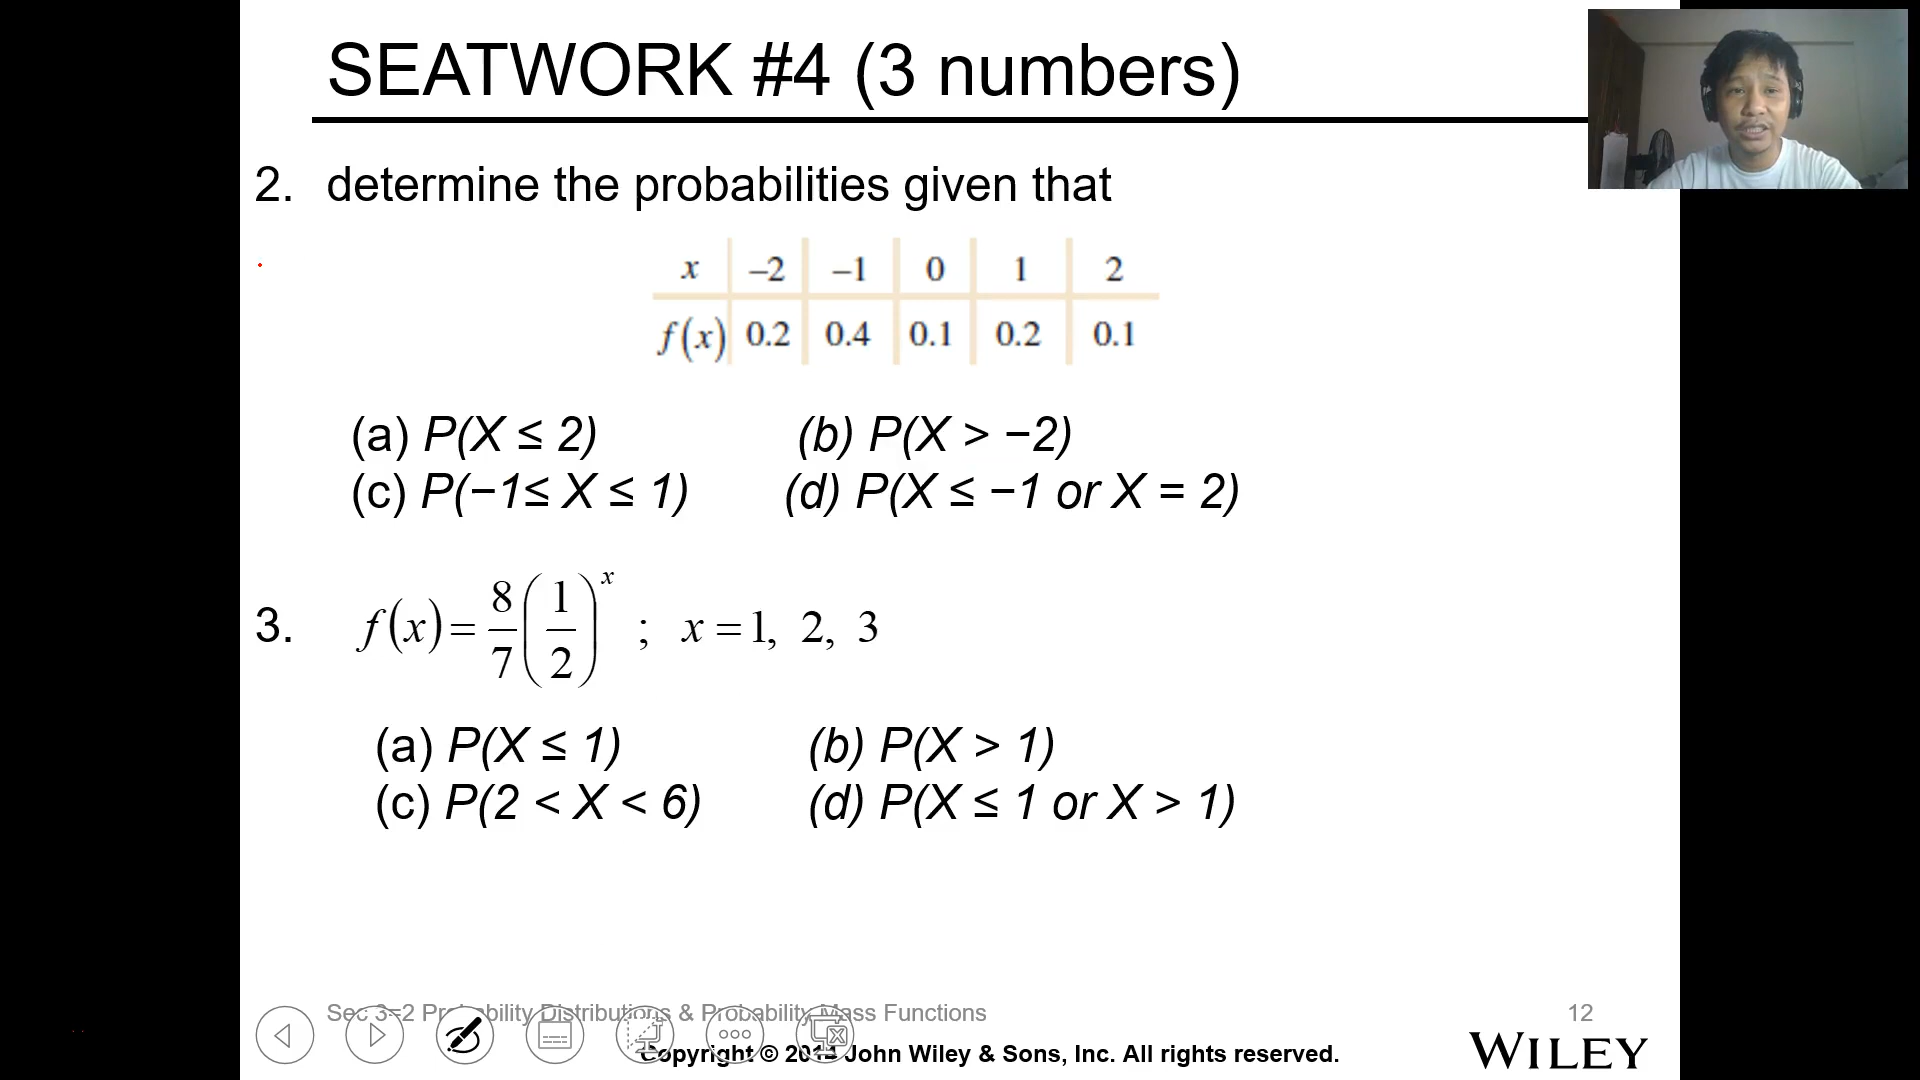 SEATWORK #4 (3 numbers)
2. determine the probabilities given that
x −2 −1 0 1 2
f(x) 0.2 0.4 0.1 0.2 0.1
(a) P(X ≤ 2) (b) P(X > −2)
(c) P(−1≤ X ≤ 1) (d) P(X ≤ −1 or X = 2)
3. f(x) = 8/7 (1/2)^x ; x = 1, 2, 3
(a) P(X ≤ 1) (b) P(X > 1)
(c) P(2 < X < 6) (d) P(X ≤ 1 or X > 1)
Sec 3-2 Probability Distributions & Probability Mass Functions 12
Copyright © 2014 John Wiley & Sons, Inc. All rights reserved.
WILEY